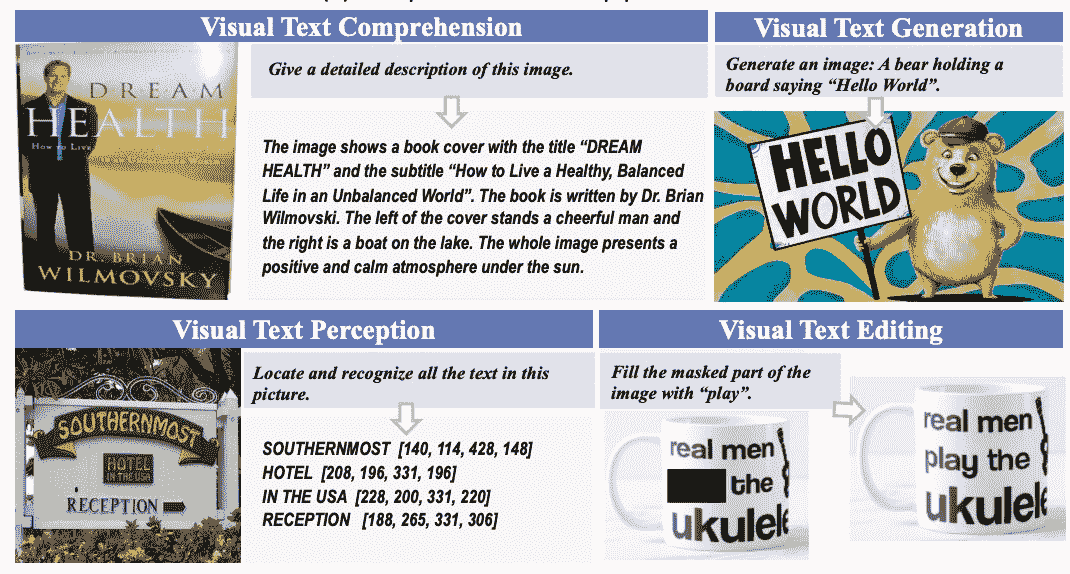 Visual Text Comprehension
DREAM
HEALTH
How to Live
DR. BRIAN
WILMOVSKY
Give a detailed description of this image.
The image shows a book cover with the title “DREAM
HEALTH” and the subtitle “How to Live a Healthy, Balanced
Life in an Unbalanced World”. The book is written by Dr. Brian
Wilmovski. The left of the cover stands a cheerful man and
the right is a boat on the lake. The whole image presents a
positive and calm atmosphere under the sun.
Visual Text Generation
Generate an image: A bear holding a
board saying “Hello World”.
HELLO
WORLD
Visual Text Perception
SOUTHERNMOST
HOTEL
IN THE USA
RECEPTION
Locate and recognize all the text in this
picture.
SOUTHERNMOST [140, 114, 428, 148]
HOTEL [208, 196, 331, 196]
IN THE USA [228, 200, 331, 220]
RECEPTION [188, 265, 331, 306]
Visual Text Editing
Fill the masked part of the
image with “play”.
real men
the
ukulele
real men
play the
ukulele